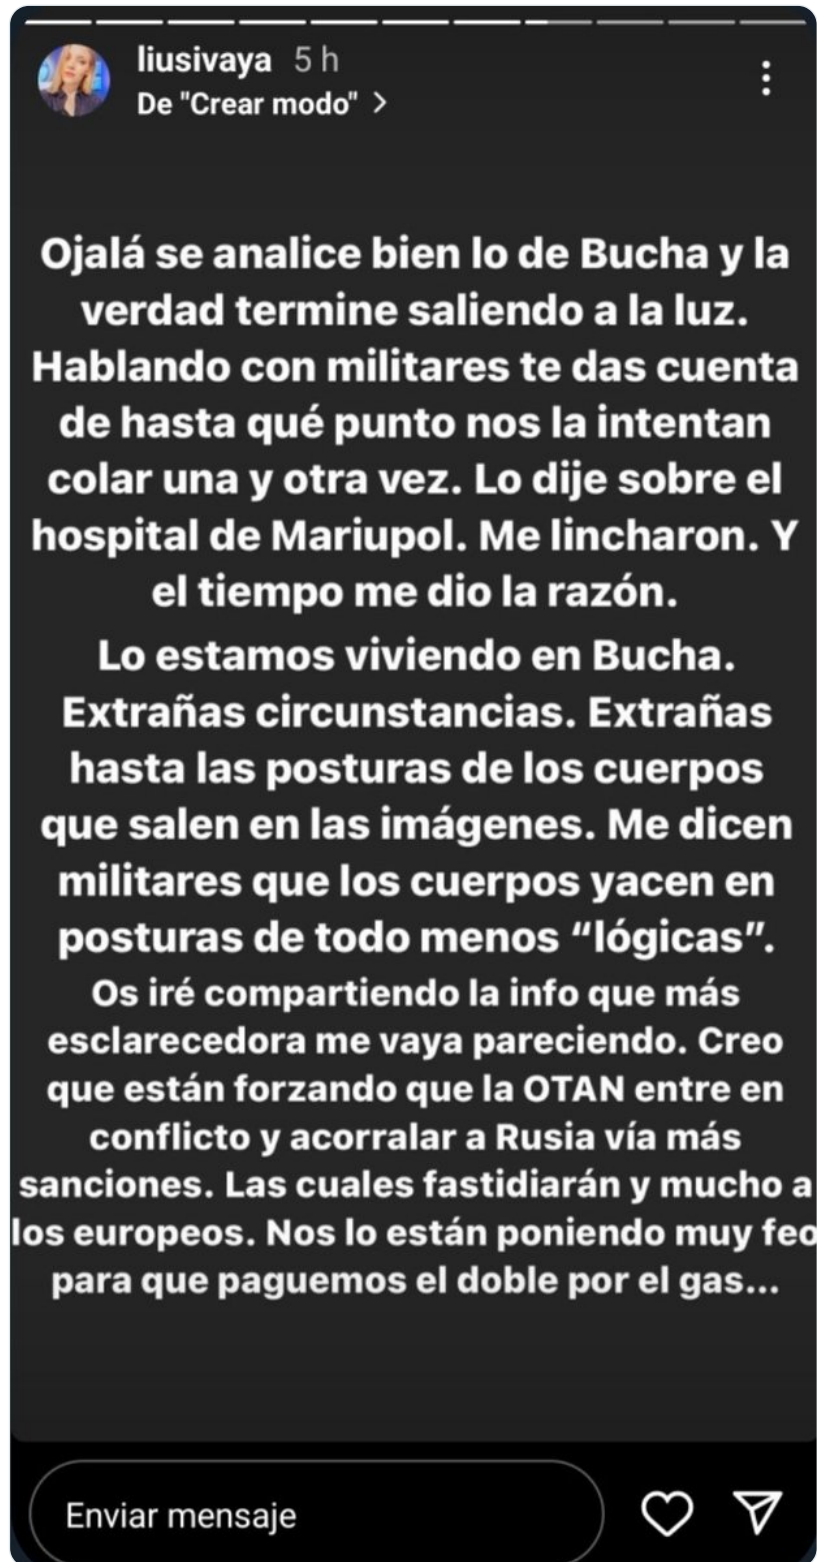 liusivaya 5 h
De "Crear modo" >
Ojalá se analice bien lo de Bucha y la
verdad termine saliendo a la luz.
Hablando con militares te das cuenta
de hasta qué punto nos la intentan
colar una y otra vez. Lo dije sobre el
hospital de Mariupol. Me lincharon. Y
el tiempo me dio la razón.
Lo estamos viviendo en Bucha.
Extrañas circunstancias. Extrañas
hasta las posturas de los cuerpos
que salen en las imágenes. Me dicen
militares que los cuerpos yacen en
posturas de todo menos “lógicas”.
Os iré compartiendo la info que más
esclarecedora me vaya pareciendo. Creo
que están forzando que la OTAN entre en
conflicto y acorralar a Rusia vía más
sanciones. Las cuales fastidiarán y mucho a
los europeos. Nos lo están poniendo muy feo
para que paguemos el doble por el gas...
Enviar mensaje